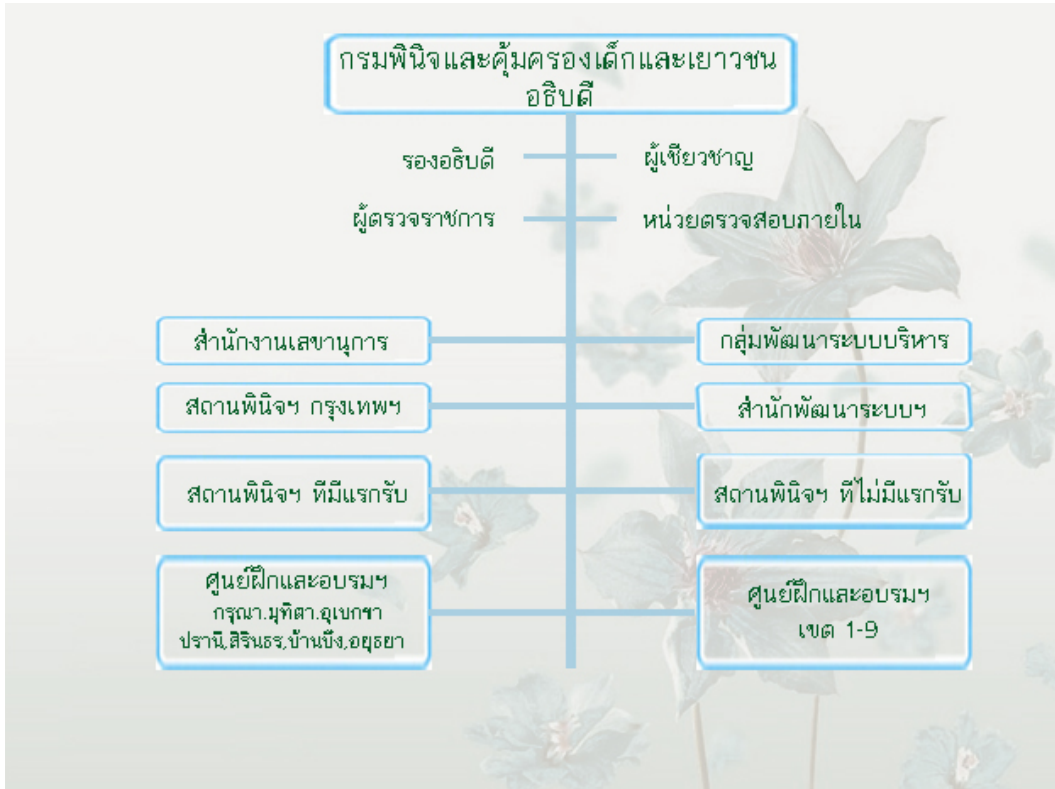 กรมพินิจและคุ้มครองเด็กและเยาวชน
อธิบดี
รองอธิบดี
ผู้เชียวชาญ
ผู้ตรวจราชการ
หน่วยตรวจสอบภายใน
สำนักงานเลขานุการ
กลุ่มพัฒนาระบบบริหาร
สถานพินิจฯ กรุงเทพฯ
สำนักพัฒนาระบบฯ
สถานพินิจฯ ทีมีแรกรับ
สถานพินิจฯ ทีไม่มีแรกรับ
ศูนย์ฝึกและอบรมฯ
กรุณา.มุทิตา.อุเบกขา
ปรานี,สิรินธร,บ้านบึง,อยุธยา
ศูนย์ฝึกและอบรมฯ
เขต 1-9